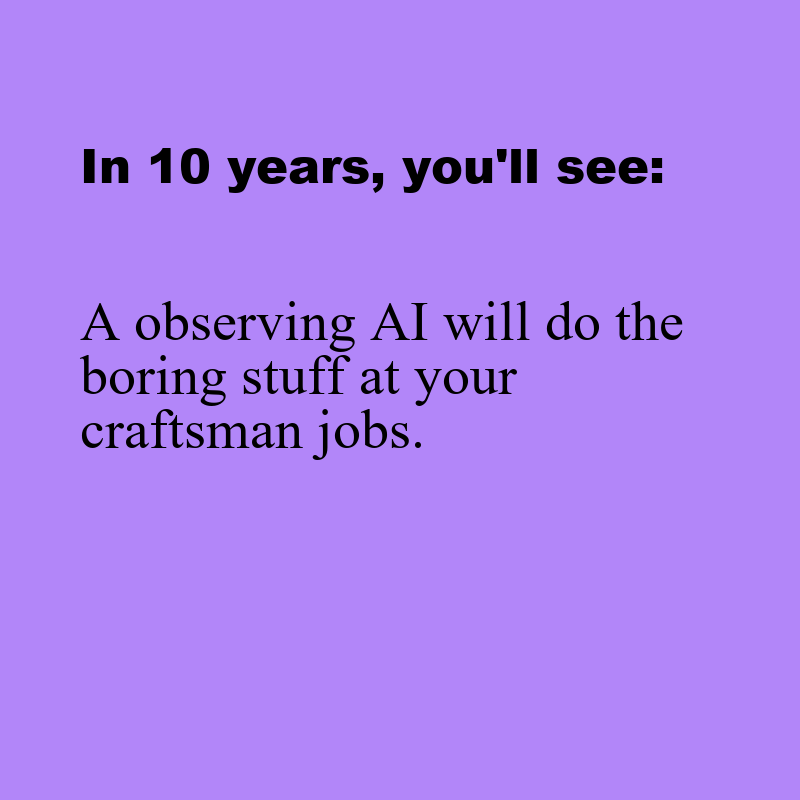 In 10 years, you'll see:
A observing AI will do the
boring stuff at your
craftsman jobs.